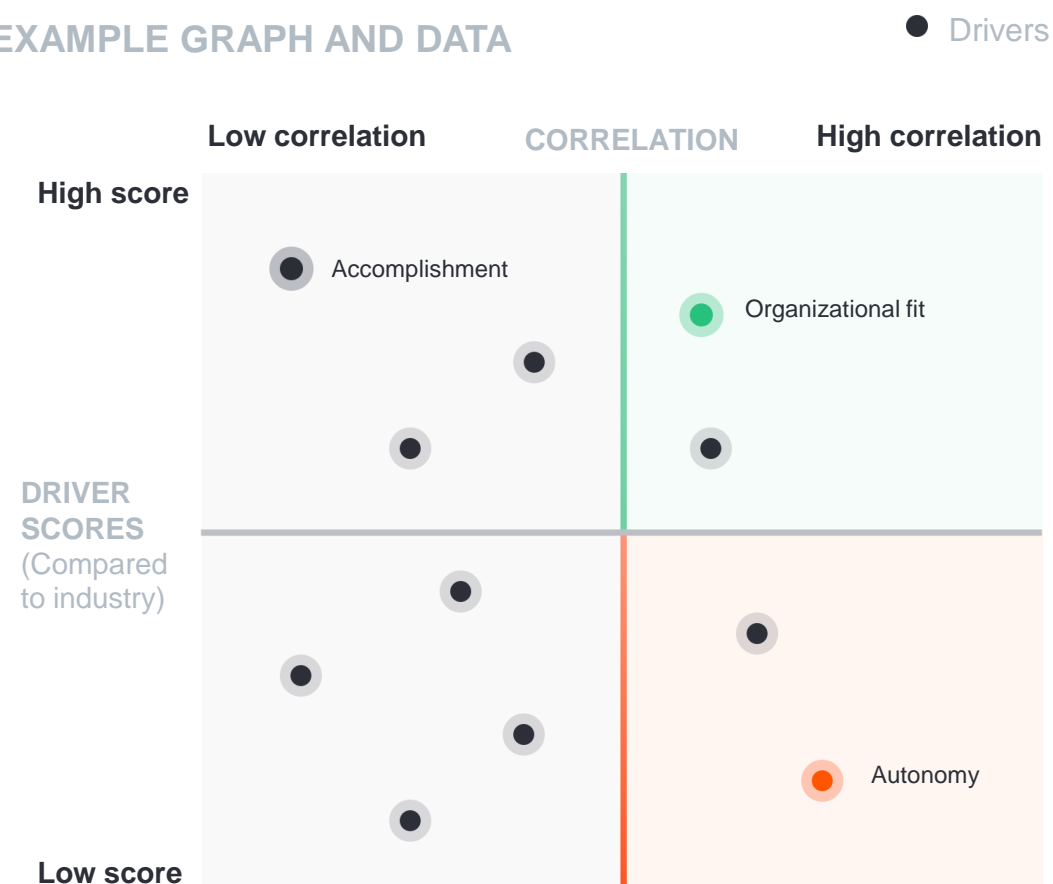 EXAMPLE GRAPH AND DATA
Drivers
Low correlation
CORRELATION
High correlation
High score
Accomplishment
Organizational fit
DRIVER
SCORES
(Compared
to industry)
Autonomy
Low score